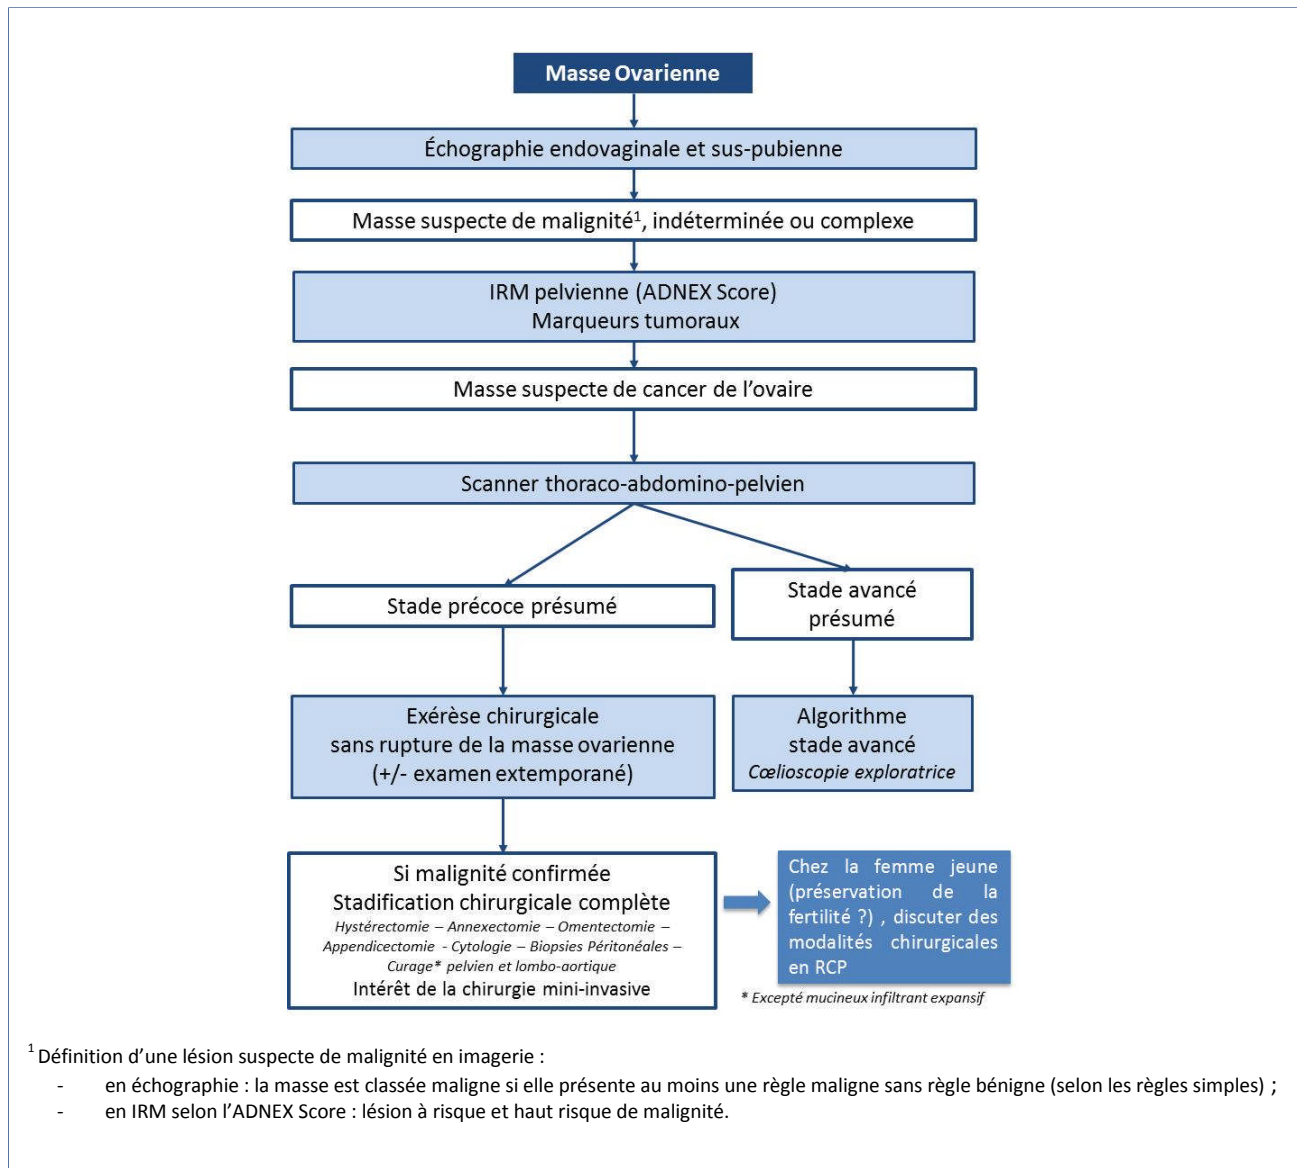 Masse Ovarienne
Échographie endovaginale et sus-pubienne
Masse suspecte de malignité¹, indéterminée ou complexe
IRM pelvienne (ADNEX Score)
Marqueurs tumoraux
Masse suspecte de cancer de l'ovaire
Scanner thoraco-abdomino-pelvien
Stade précoce présumé
Stade avancé
présumé
Exérèse chirurgicale
sans rupture de la masse ovarienne
(+/- examen extemporané)
Algorithme
stade avancé
Cœlioscopie exploratrice
Si malignité confirmée
Stadification chirurgicale complète
Hystérectomie – Annexectomie – Omentectomie –
Appendicectomie - Cytologie – Biopsies Péritonéales –
Curage* pelvien et lombo-aortique
Intérêt de la chirurgie mini-invasive
Chez la femme jeune
(préservation de la
fertilité ?) , discuter des
modalités chirurgicales
en RCP
* Excepté mucineux infiltrant expansif
¹ Définition d'une lésion suspecte de malignité en imagerie :
- en échographie : la masse est classée maligne si elle présente au moins une règle maligne sans règle bénigne (selon les règles simples) ;
- en IRM selon l'ADNEX Score : lésion à risque et haut risque de malignité.